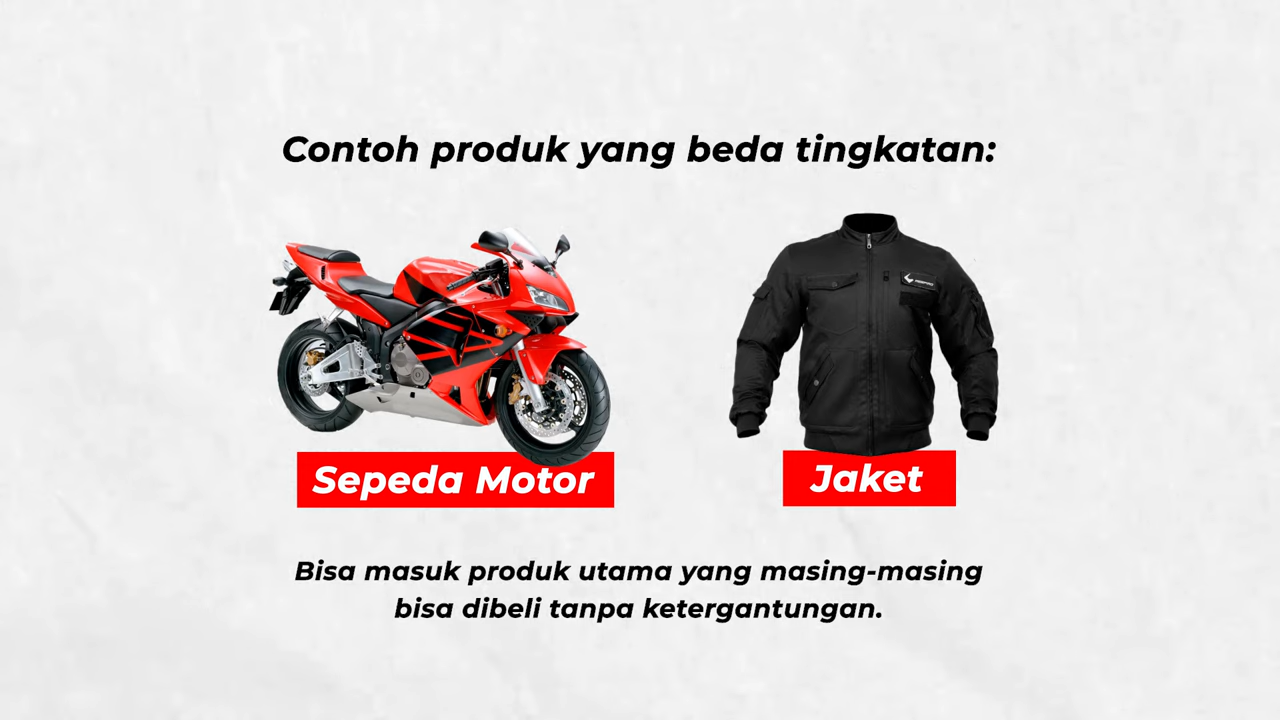 Contoh produk yang beda tingkatan:
Sepeda Motor
Jaket
Bisa masuk produk utama yang masing-masing
bisa dibeli tanpa ketergantungan.